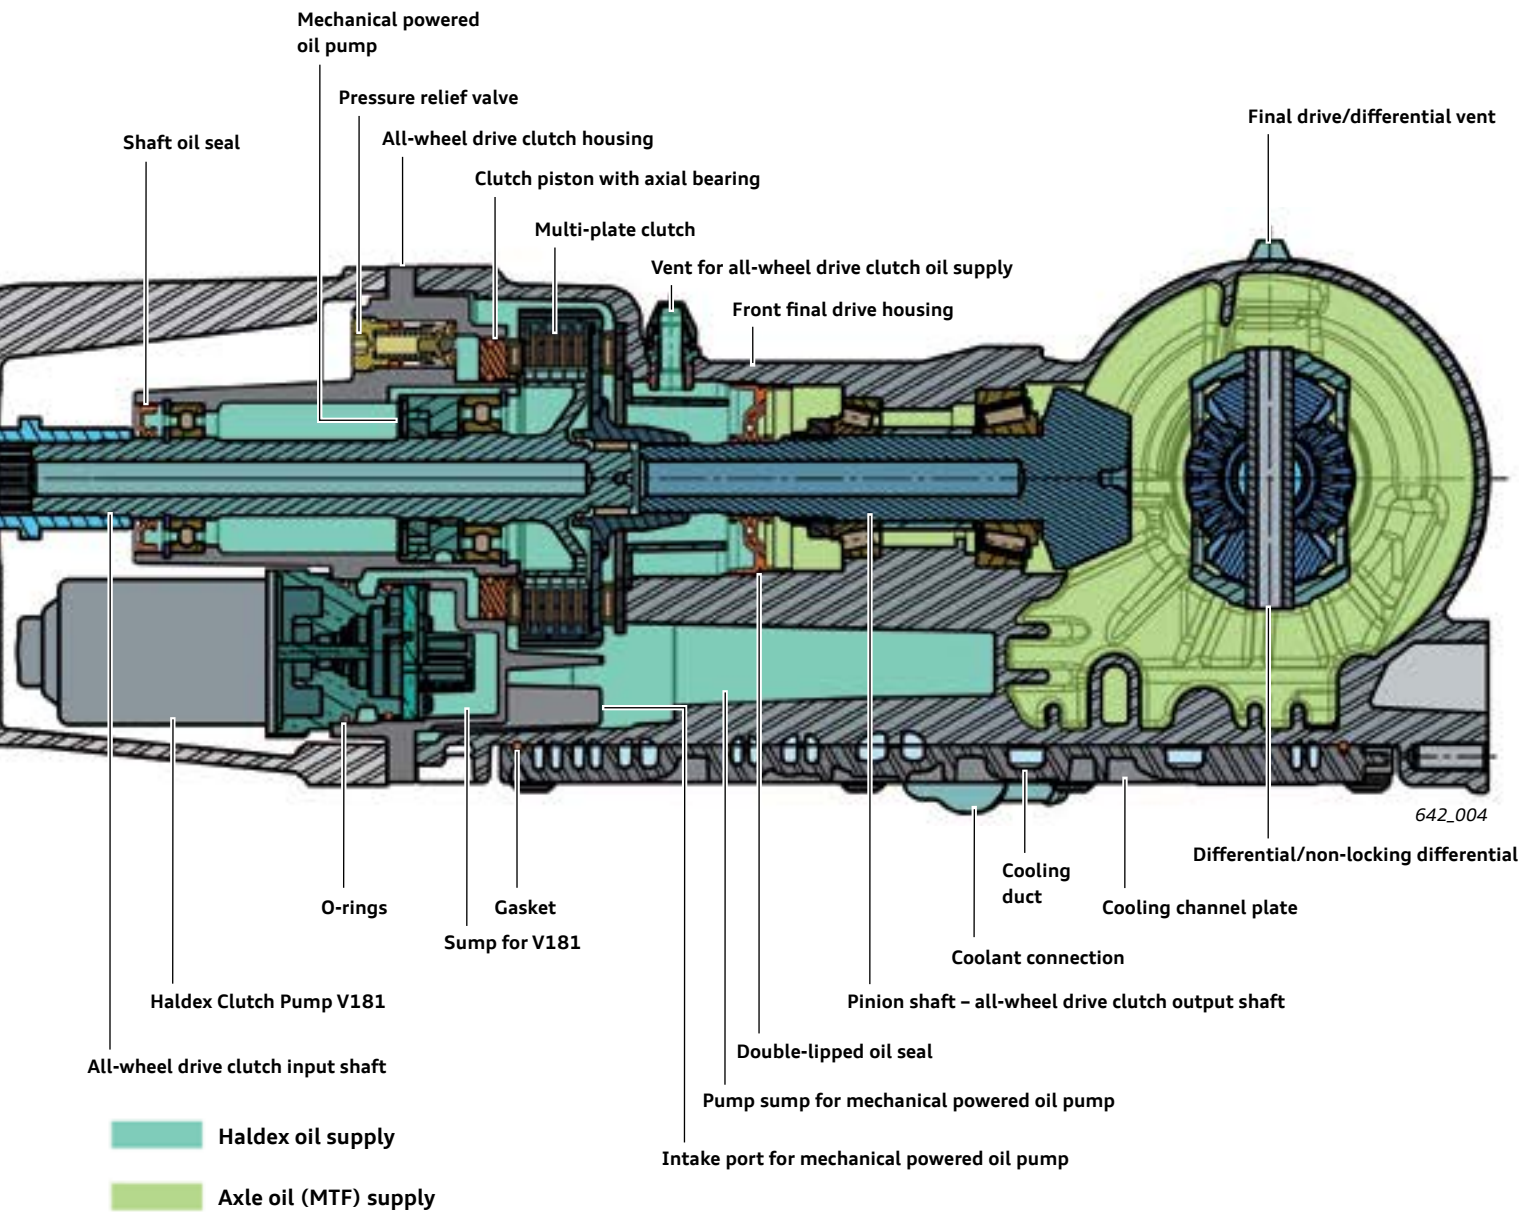 Mechanical powered
oil pump
Pressure relief valve
Final drive/differential vent
Shaft oil seal
All-wheel drive clutch housing
Clutch piston with axial bearing
Multi-plate clutch
Vent for all-wheel drive clutch oil supply
Front final drive housing
642_004
Differential/non-locking differential
Cooling
duct
O-rings
Gasket
Cooling channel plate
Sump for V181
Coolant connection
Haldex Clutch Pump V181
Pinion shaft – all-wheel drive clutch output shaft
Double-lipped oil seal
All-wheel drive clutch input shaft
Pump sump for mechanical powered oil pump
Haldex oil supply
Intake port for mechanical powered oil pump
Axle oil (MTF) supply